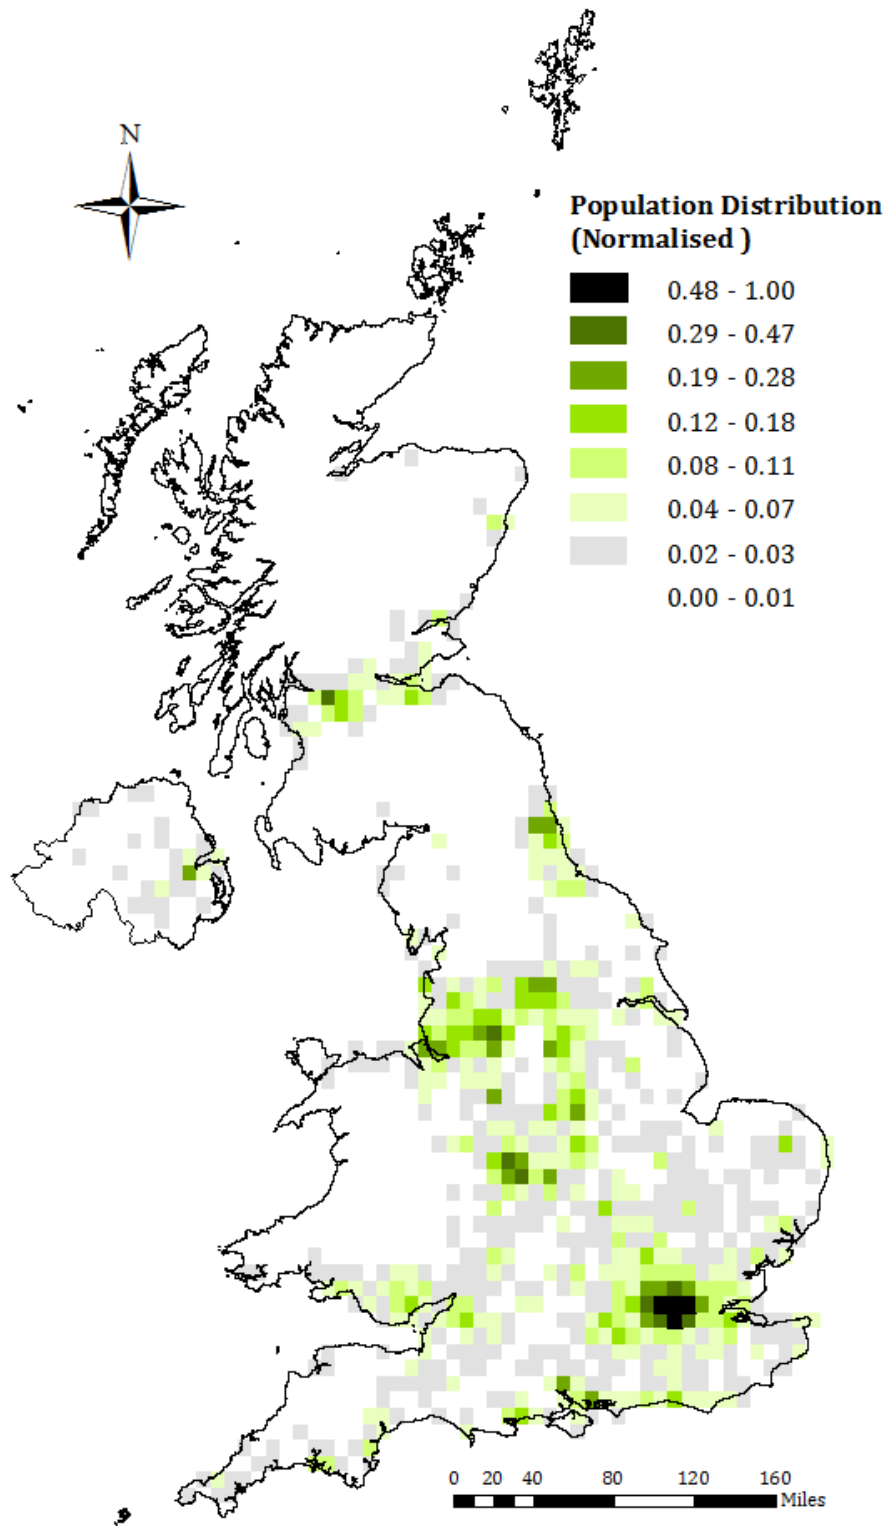 N
Population Distribution
(Normalised )
0.48 - 1.00
0.29 - 0.47
0.19 - 0.28
0.12 - 0.18
0.08 - 0.11
0.04 - 0.07
0.02 - 0.03
0.00 - 0.01
0 20 40 80 120 160
Miles